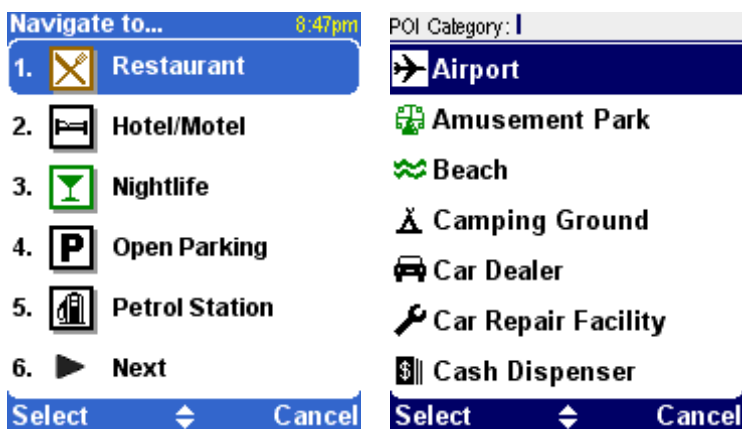 Navigate to... 8:47pm
1. Restaurant
2. Hotel/Motel
3. Nightlife
4. P Open Parking
5. Petrol Station
6. Next
Select Cancel
POI Category:
Airport
Amusement Park
Beach
Camping Ground
Car Dealer
Car Repair Facility
$ Cash Dispenser
Select Cancel